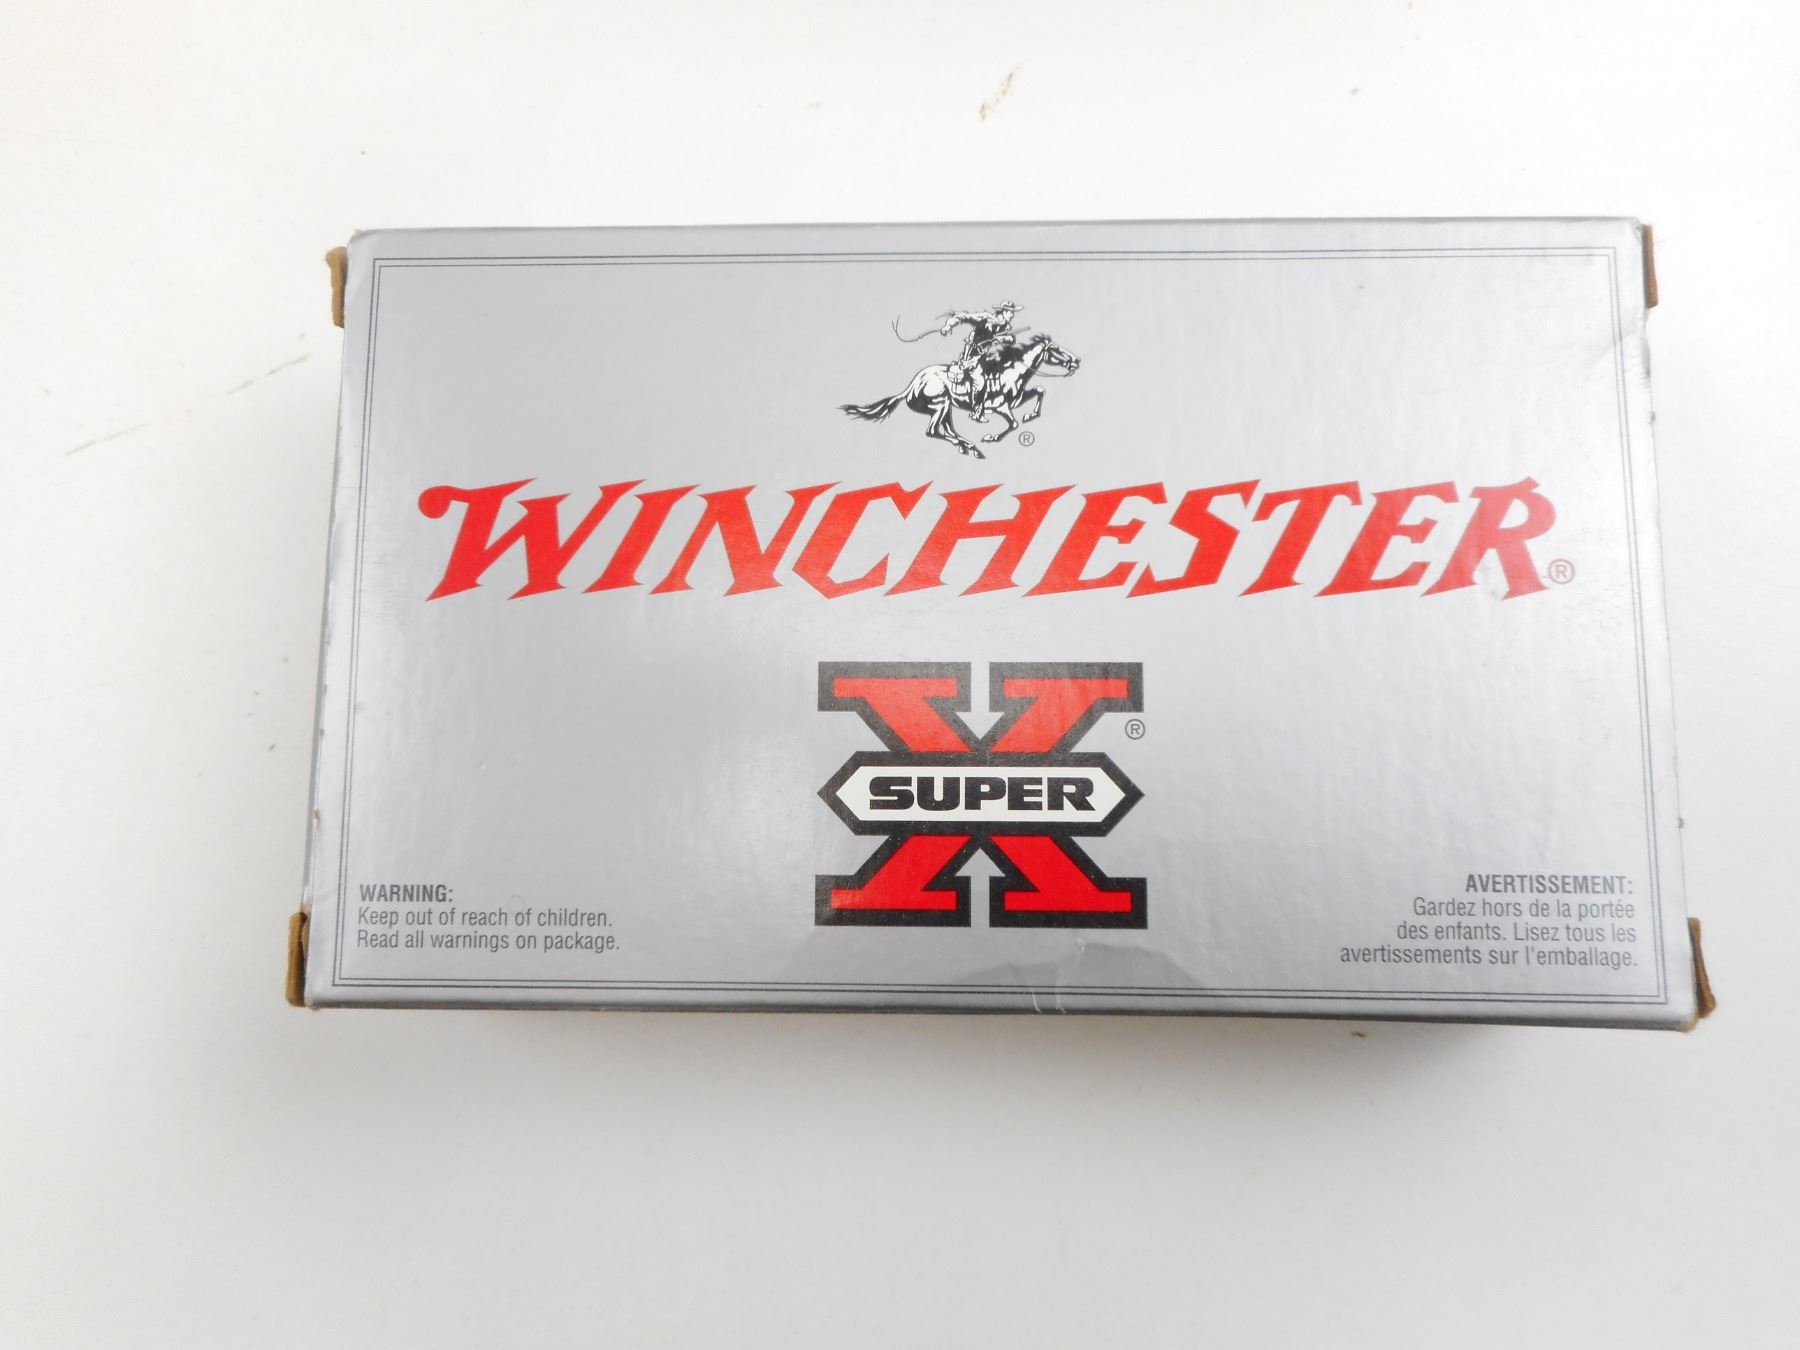 ®
WINCHESTER®
X®
SUPER
WARNING:
Keep out of reach of children.
Read all warnings on package.
AVERTISSEMENT:
Gardez hors de la portée
des enfants. Lisez tous les
avertissements sur l'emballage.